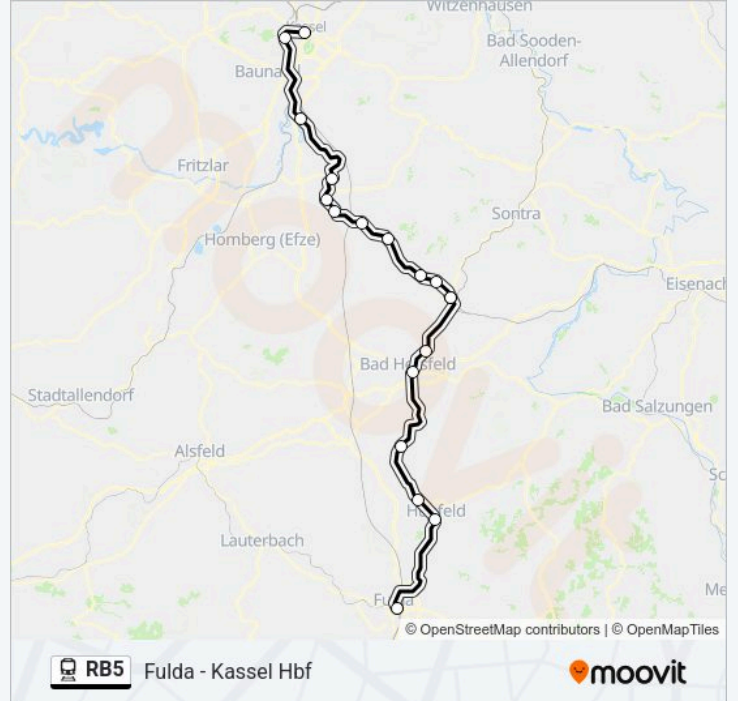 Witzenhausen
Bad Sooden-
Allendorf
Fritzlar
Sontra
Homberg (Efze)
Eisenach
Stadtallendorf
Bad Salzungen
Alsfeld
Lauterbach
© OpenStreetMap contributors | © OpenMapTiles
RB5 Fulda - Kassel Hbf
moovit